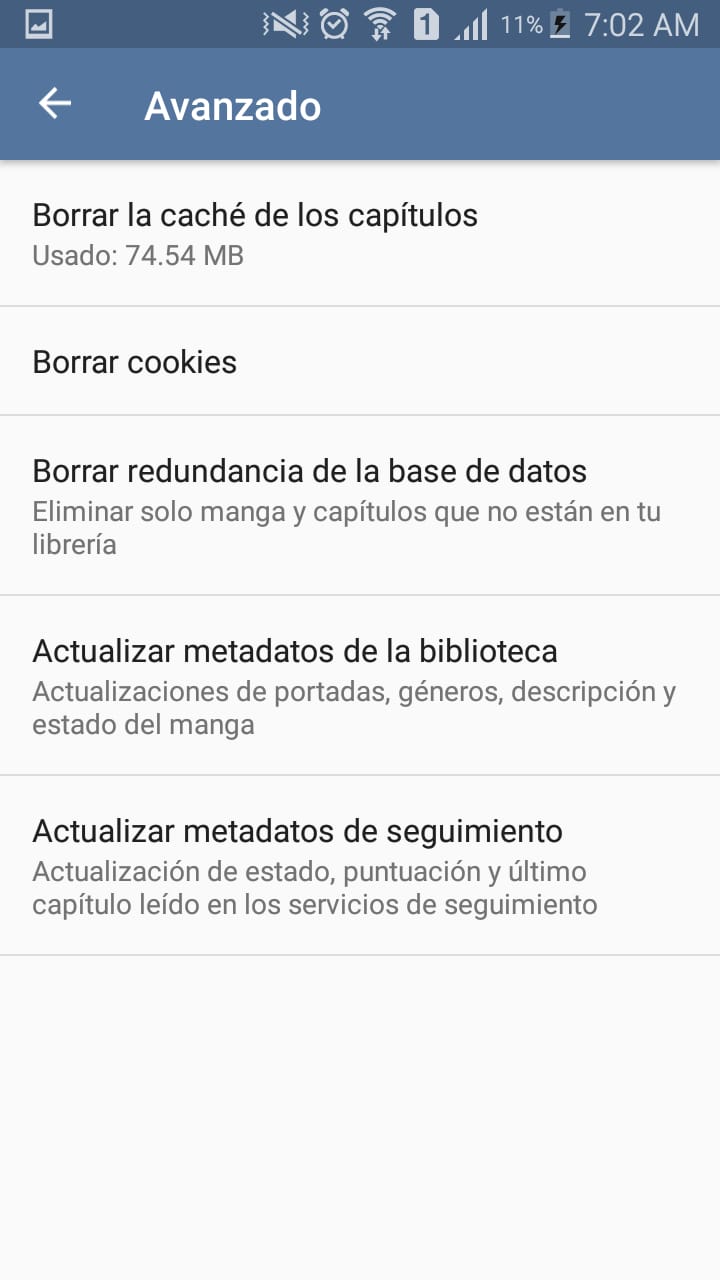 1 11% 7:02 AM
Avanzado
Borrar la caché de los capítulos
Usado: 74.54 MB
Borrar cookies
Borrar redundancia de la base de datos
Eliminar solo manga y capítulos que no están en tu
librería
Actualizar metadatos de la biblioteca
Actualizaciones de portadas, géneros, descripción y
estado del manga
Actualizar metadatos de seguimiento
Actualización de estado, puntuación y último
capítulo leído en los servicios de seguimiento